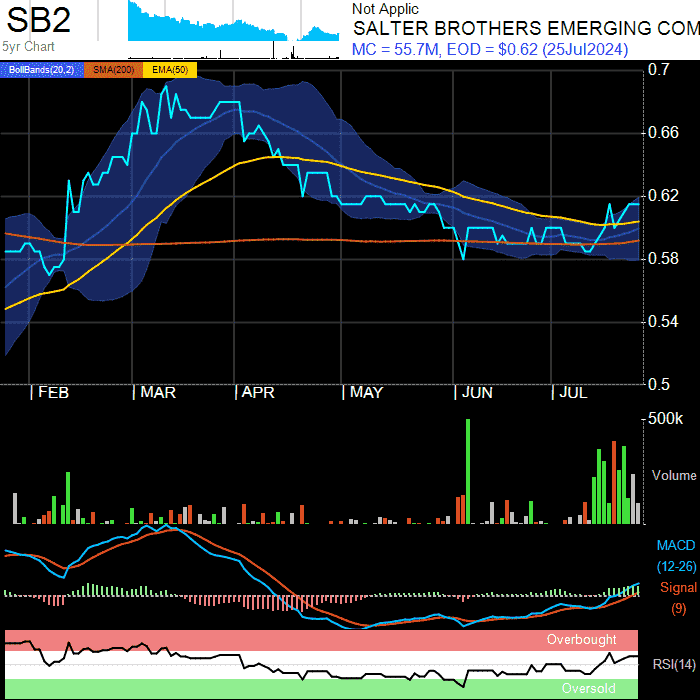 SB2
5yr Chart
Not Applic
SALTER BROTHERS EMERGING COM
MC = 55.7M, EOD = $0.62 (25Jul2024)
BollBands(20,2) SMA(200) EMA(50)
0.7
0.66
0.62
0.58
0.54
0.5
| FEB | MAR | APR | MAY | JUN | JUL
500k
Volume
MACD
(12-26)
Signal
(9)
Overbought
RSI(14)
Oversold